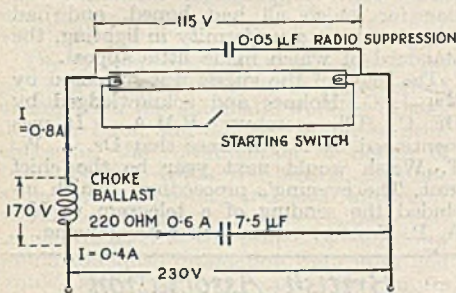 115 V
0·05 µF RADIO SUPPRESSION
I
=0·8A
STARTING SWITCH
CHOKE
BALLAST
170 V
220 OHM 0·6 A 7·5 µF
I = 0·4A
230V